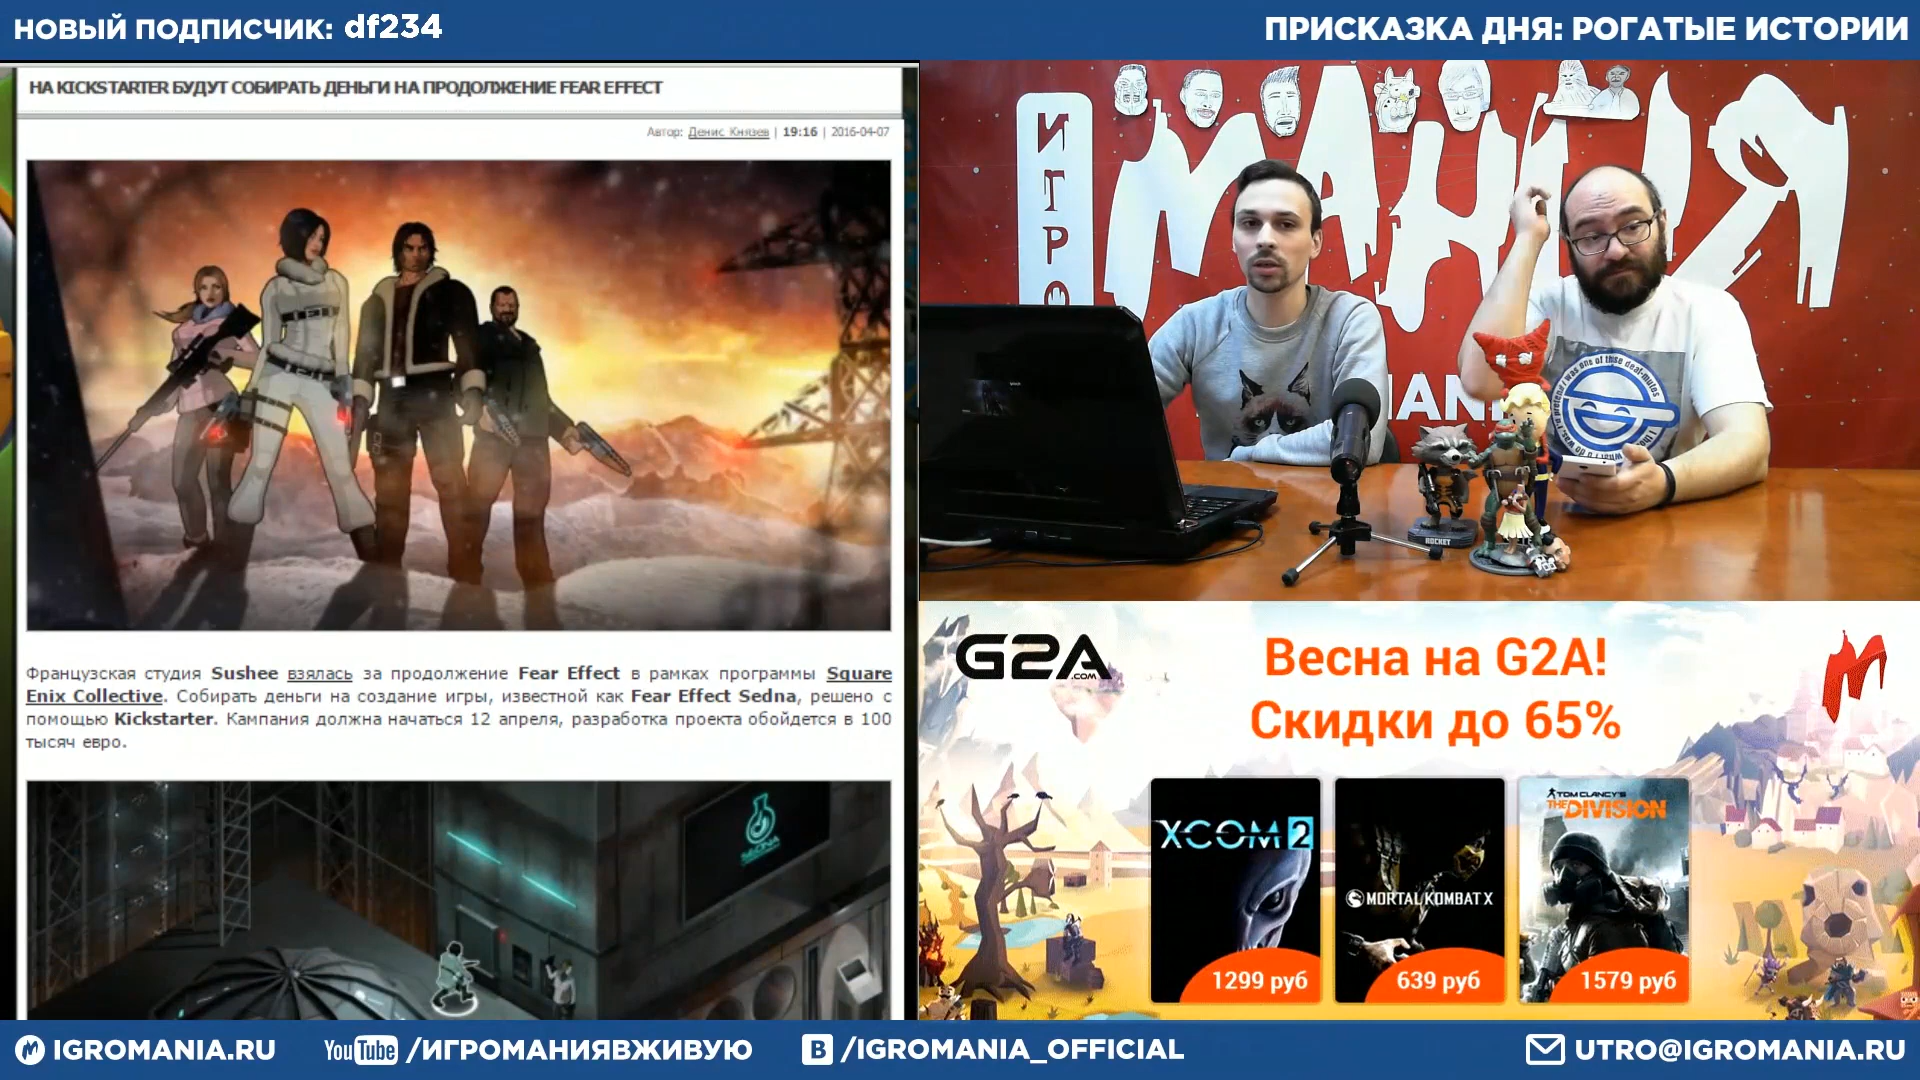 НОВЫЙ ПОДПИСЧИК: df234
ПРИСКАЗКА ДНЯ: РОГАТЫЕ ИСТОРИИ
НА KICKSTARTER БУДУТ СОБИРАТЬ ДЕНЬГИ НА ПРОДОЛЖЕНИЕ FEAR EFFECT
Автор: Денис Князев | 19:16 | 2016-04-07
Французская студия Sushee взялась за продолжение Fear Effect в рамках программы Square
Enix Collective. Собирать деньги на создание игры, известной как Fear Effect Sedna, решено с
помощью Kickstarter. Кампания должна начаться 12 апреля, разработка проекта обойдется в 100
тысяч евро.
SEDNA
ИГРО
МАНИЯ
MANI
ROCKET
G2A
.COM
Весна на G2A!
Скидки до 65%
XCOM 2
1299 руб
MORTAL KOMBAT X
639 руб
TOM CLANCY'S
THE DIVISION
1579 руб
IGROMANIA.RU
YouTube /ИГРОМАНИЯВЖИВУЮ
B /IGROMANIA_OFFICIAL
UTRO@IGROMANIA.RU